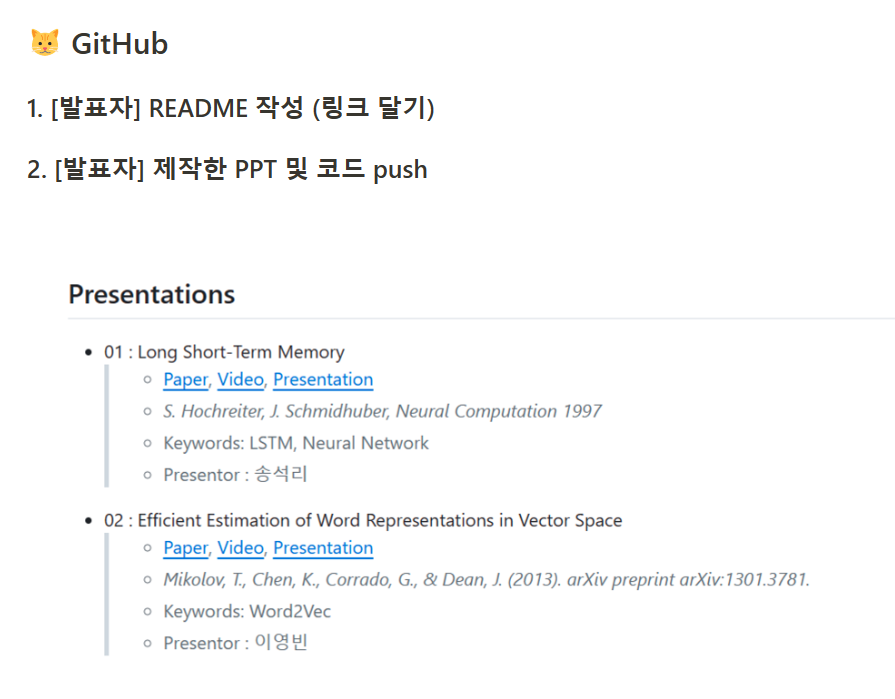 🐱 GitHub
1. [발표자] README 작성 (링크 달기)
2. [발표자] 제작한 PPT 및 코드 push
Presentations
01 : Long Short-Term Memory
Paper, Video, Presentation
S. Hochreiter, J. Schmidhuber, Neural Computation 1997
Keywords: LSTM, Neural Network
Presentor : 송석리
02 : Efficient Estimation of Word Representations in Vector Space
Paper, Video, Presentation
Mikolov, T., Chen, K., Corrado, G., & Dean, J. (2013). arXiv preprint arXiv:1301.3781.
Keywords: Word2Vec
Presentor : 이영빈